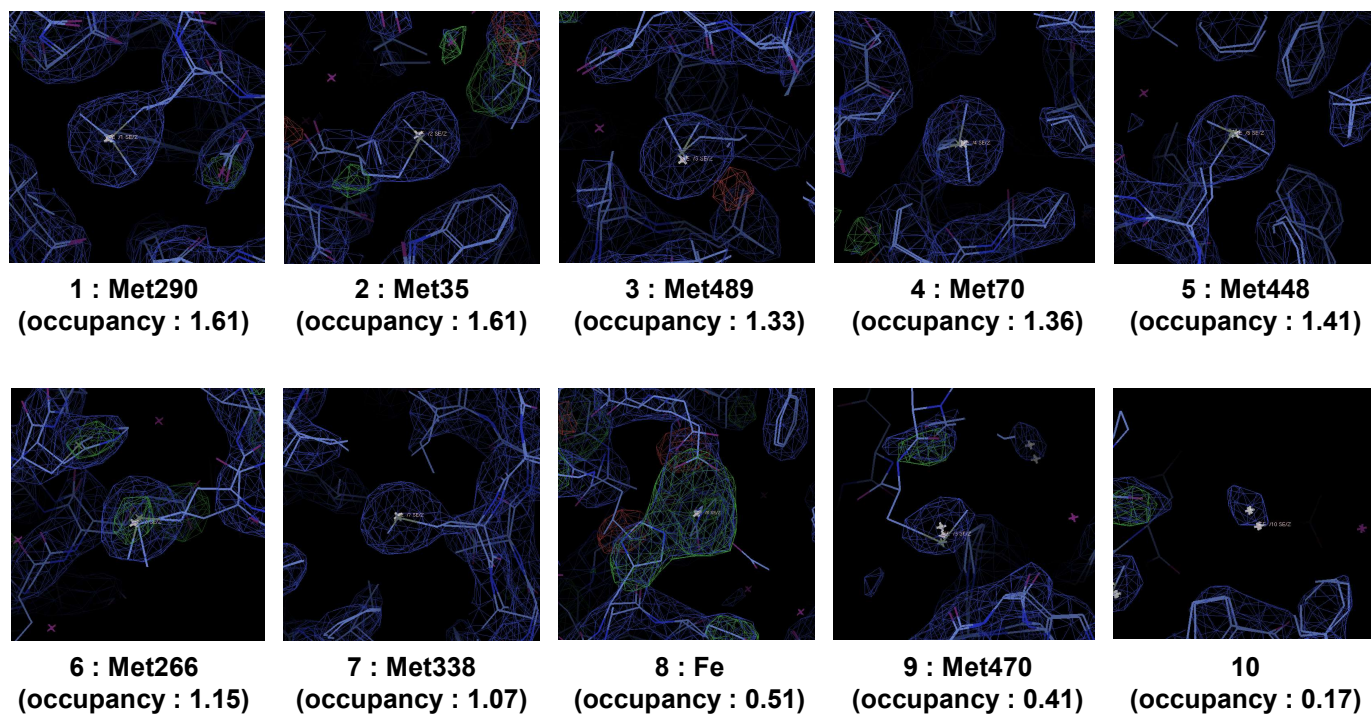 1 : Met290
(occupancy : 1.61)
2 : Met35
(occupancy : 1.61)
3 : Met489
(occupancy : 1.33)
4 : Met70
(occupancy : 1.36)
5 : Met448
(occupancy : 1.41)
6 : Met266
(occupancy : 1.15)
7 : Met338
(occupancy : 1.07)
8 : Fe
(occupancy : 0.51)
9 : Met470
(occupancy : 0.41)
10
(occupancy : 0.17)